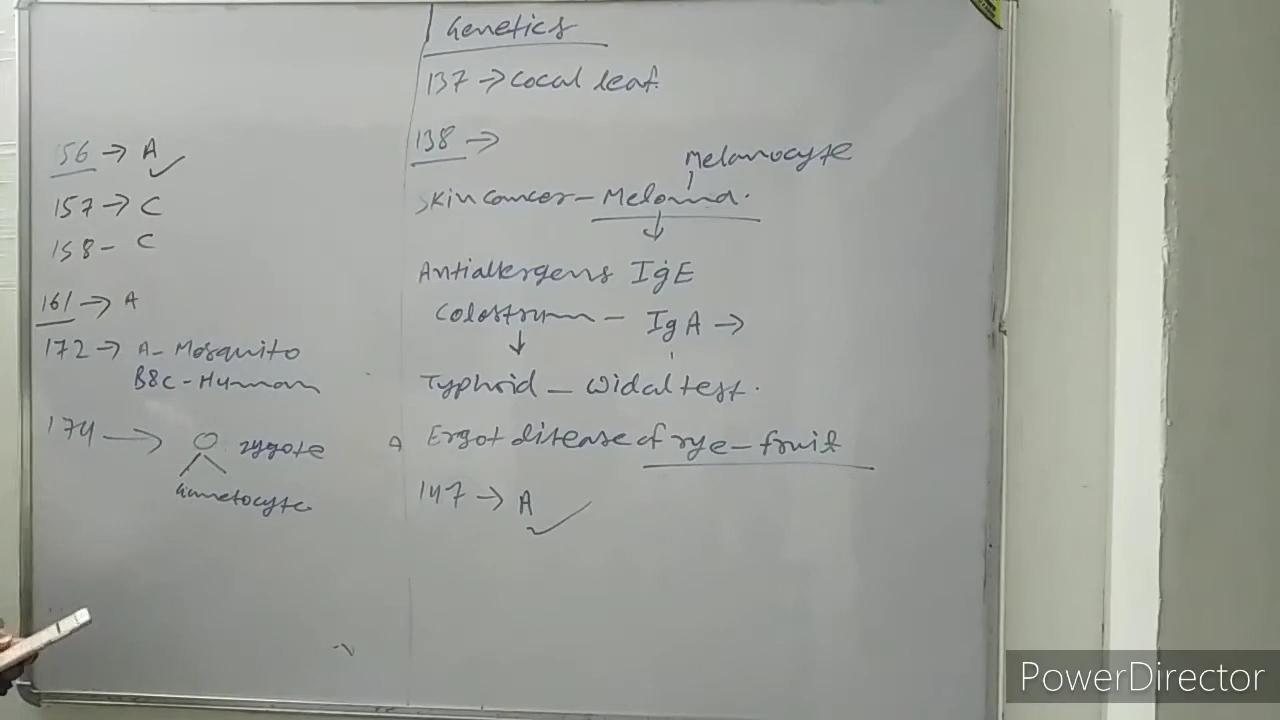 Genetics
137 → Cocal leaf.
138 →
Melanocyte
Skin cancer - Meloma.
Antiallergens IgE
Colostrum - IgA →
Typhoid - Widal test.
Ergot disease of rye - fruit
147 → A
156 → A
157 → C
158 - C
161 → A
172 → A - Mosquito
B&C - Human
174 → zygote
Gametocyte
PowerDirector